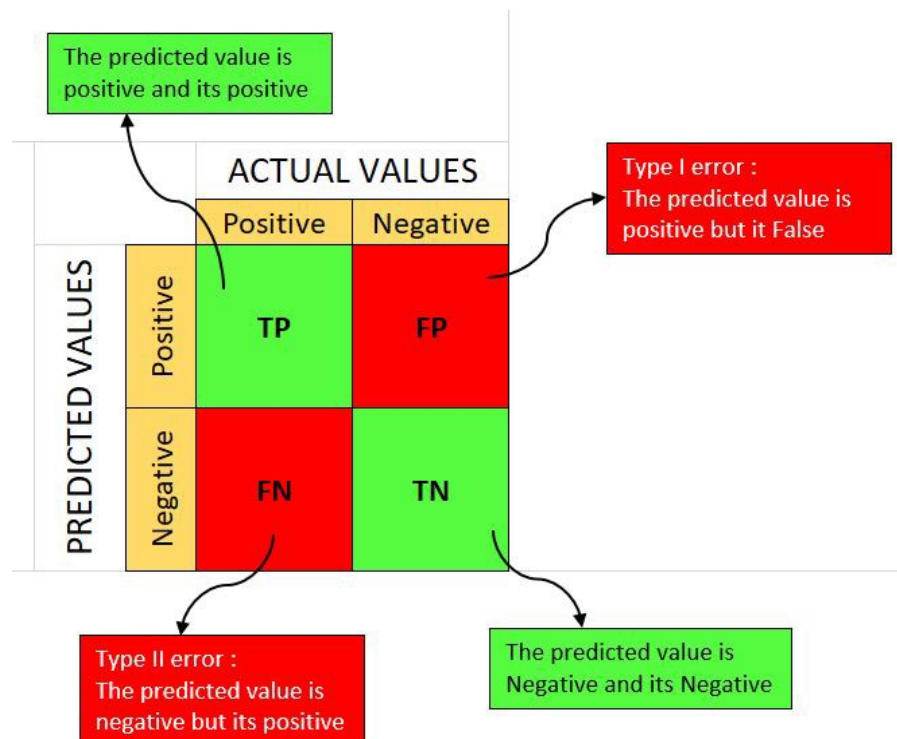 The predicted value is
positive and its positive
ACTUAL VALUES
Type I error :
The predicted value is
positive but it False
Positive
Negative
PREDICTED VALUES
Positive
TP
FP
Negative
FN
TN
Type II error :
The predicted value is
negative but its positive
The predicted value is
Negative and its Negative